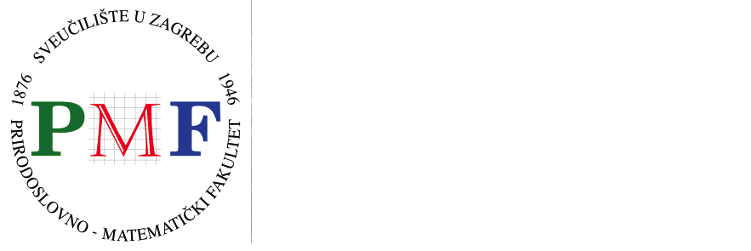 SVEUČILIŠTE U ZAGREBU
1876 1946
PMF
PRIRODOSLOVNO - MATEMATIČKI FAKULTET